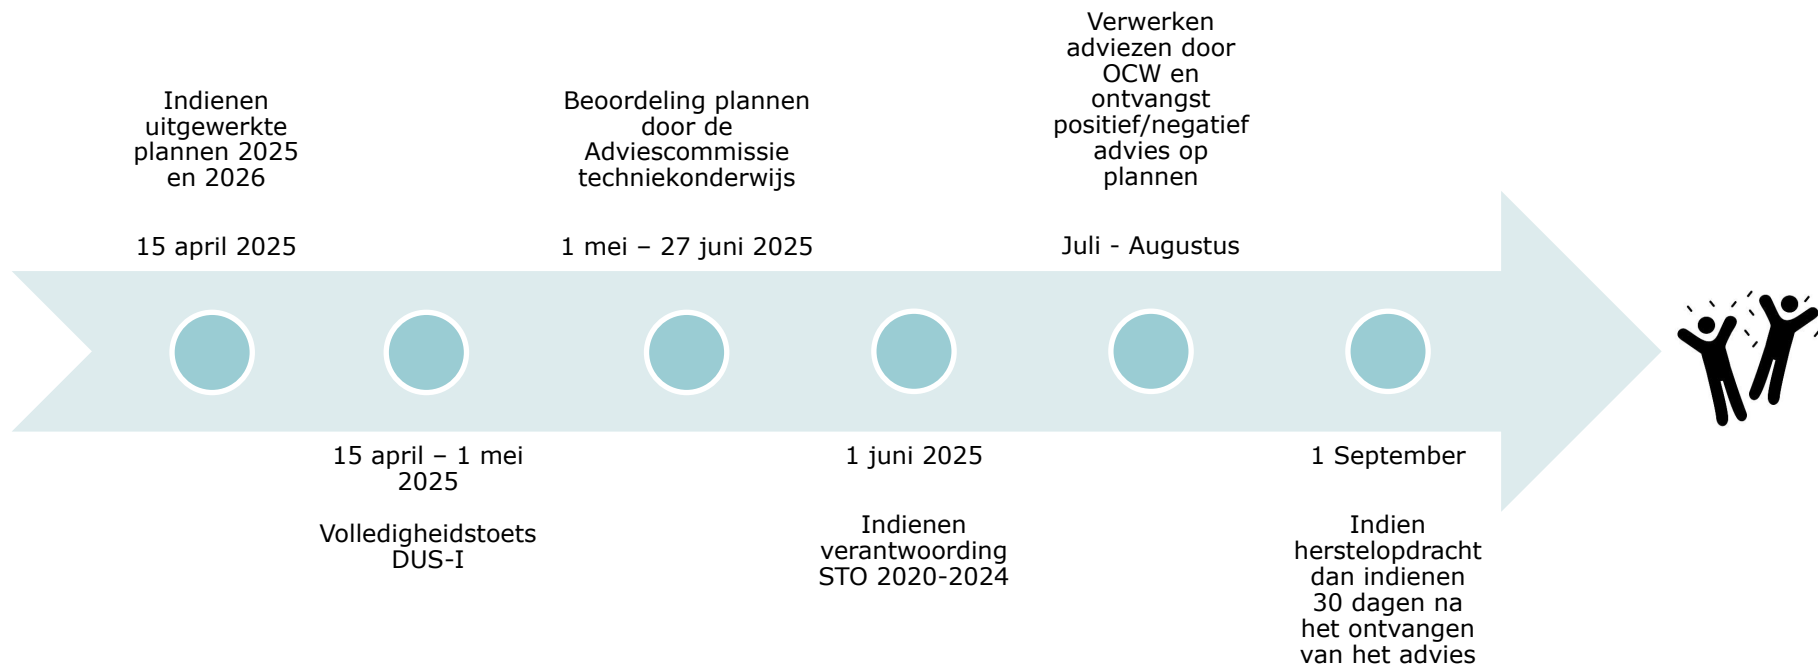 Indienen
uitgewerkte
plannen 2025
en 2026
15 april 2025
15 april – 1 mei
2025
Volledigheidstoets
DUS-I
Beoordeling plannen
door de
Adviescommissie
techniekonderwijs
1 mei – 27 juni 2025
1 juni 2025
Indienen
verantwoording
STO 2020-2024
Verwerken
adviezen door
OCW en
ontvangst
positief/negatief
advies op
plannen
Juli - Augustus
1 September
Indien
herstelopdracht
dan indienen
30 dagen na
het ontvangen
van het advies